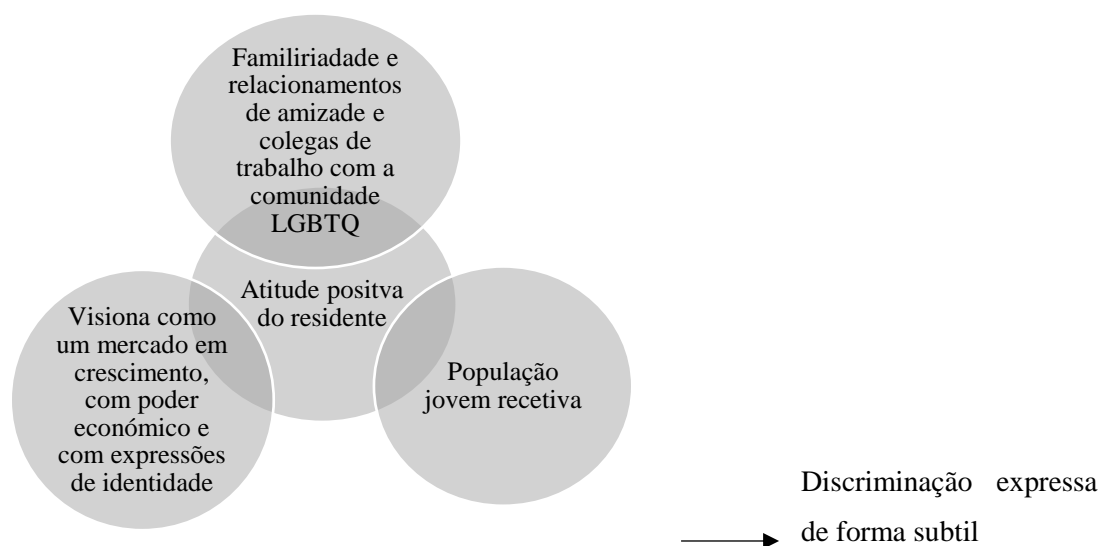 Familiriadade e
relacionamentos
de amizade e
colegas de
trabalho com a
comunidade
LGBTQ
Atitude positva
do residente
Visiona como
um mercado em
crescimento,
com poder
económico e
com expressões
de identidade
População
jovem recetiva
Discriminação expressa
de forma subtil